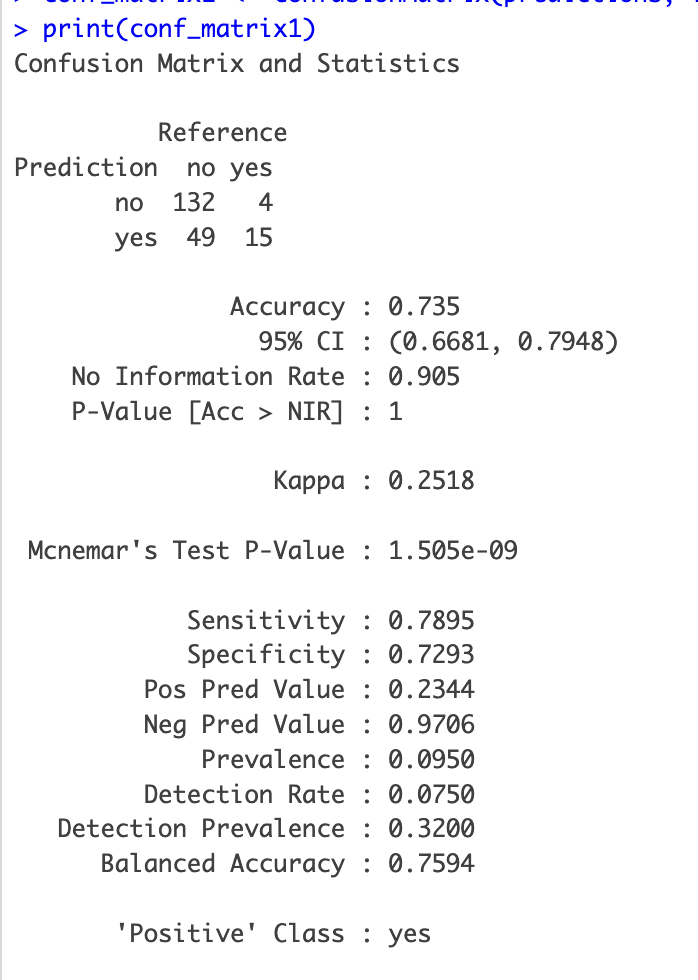 > print(conf_matrix1)
Confusion Matrix and Statistics

          Reference
Prediction  no yes
       no  132   4
       yes  49  15

               Accuracy : 0.735
                 95% CI : (0.6681, 0.7948)
    No Information Rate : 0.905
    P-Value [Acc > NIR] : 1

                  Kappa : 0.2518

 Mcnemar's Test P-Value : 1.505e-09

            Sensitivity : 0.7895
            Specificity : 0.7293
         Pos Pred Value : 0.2344
         Neg Pred Value : 0.9706
             Prevalence : 0.0950
         Detection Rate : 0.0750
   Detection Prevalence : 0.3200
      Balanced Accuracy : 0.7594

       'Positive' Class : yes